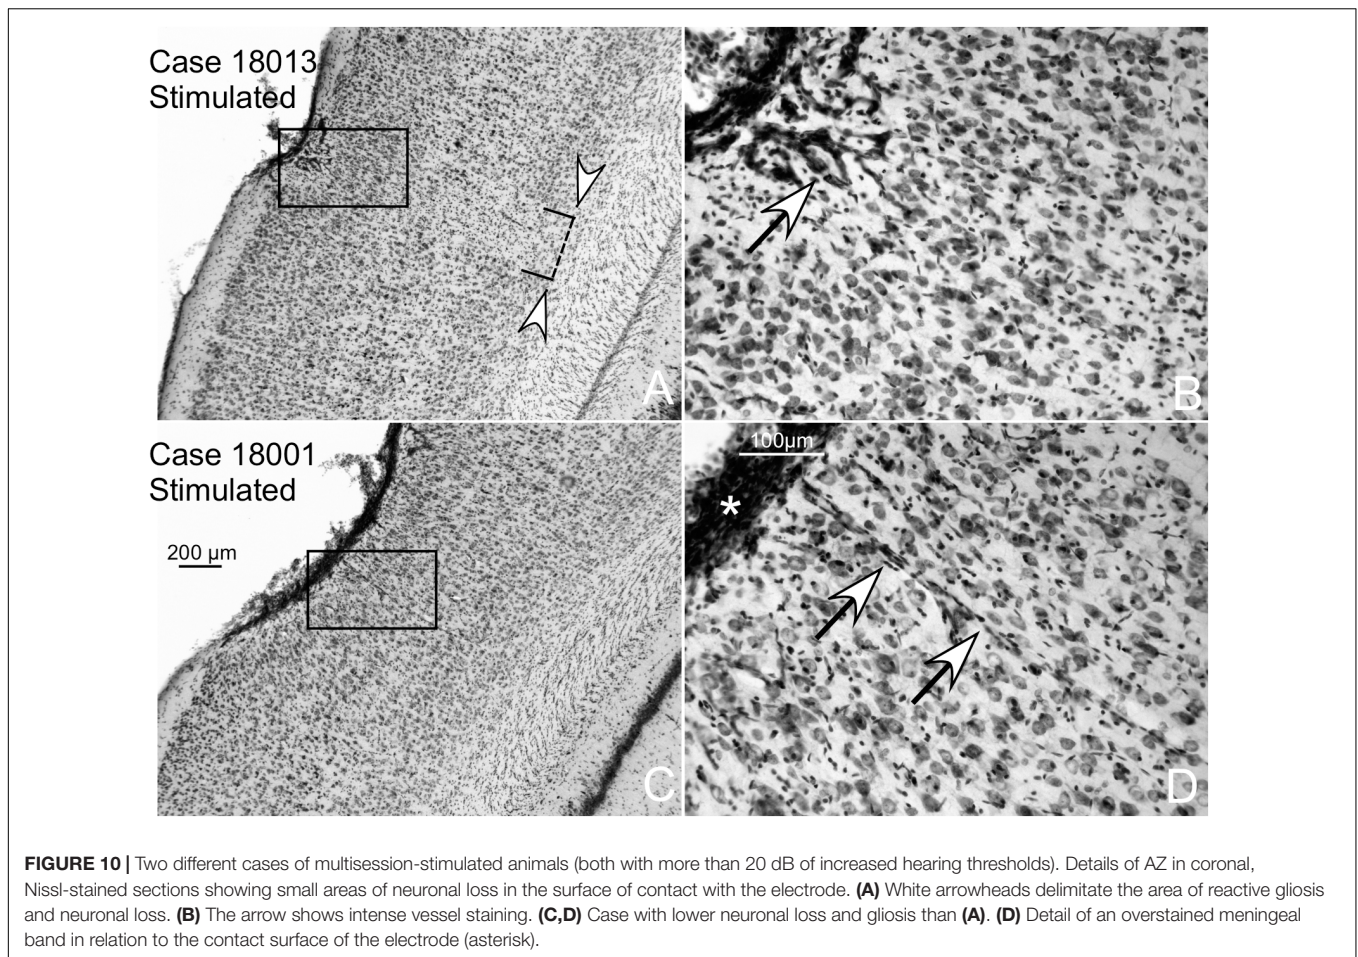 Case 18013
Stimulated
A
B
Case 18001
Stimulated
200 µm
C
100µm
*
D
FIGURE 10 | Two different cases of multisession-stimulated animals (both with more than 20 dB of increased hearing thresholds). Details of AZ in coronal,
Nissl-stained sections showing small areas of neuronal loss in the surface of contact with the electrode. (A) White arrowheads delimitate the area of reactive gliosis
and neuronal loss. (B) The arrow shows intense vessel staining. (C,D) Case with lower neuronal loss and gliosis than (A). (D) Detail of an overstained meningeal
band in relation to the contact surface of the electrode (asterisk).